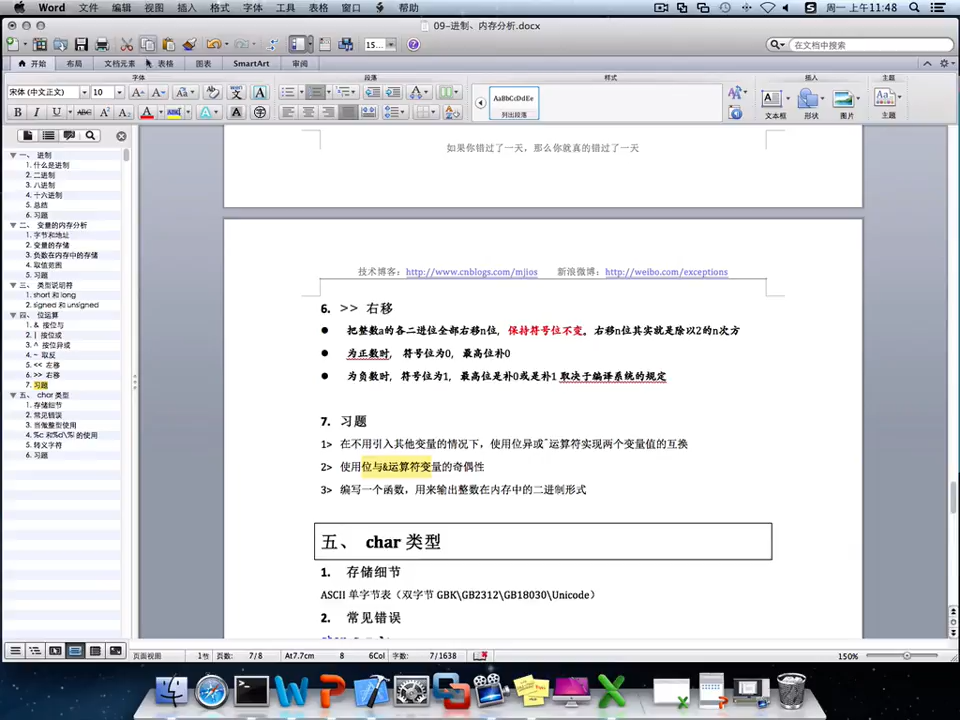 Word 文件 编辑 视图 插入 格式 字体 工具 表格 窗口 帮助
周一 上午11:48
09-进制、内存分析.docx
15...
在文档中搜索
开始 布局 文档元素 表格 图表 SmartArt 审阅
字体 段落 样式 插入 主题
宋体 (中文正文) 10
AaBbCcDdEe
列出段落
文本框 形状 图片 主题
一、 进制
1. 什么是进制
2. 二进制
3. 八进制
4. 十六进制
5. 总结
6. 习题
二、 变量的内存分析
1. 字节和地址
2. 变量的存储
3. 负数在内存中的存储
4. 取值范围
5. 习题
三、 类型说明符
1. short 和 long
2. signed 和 unsigned
四、 位运算
1. & 按位与
2. | 按位或
3. ^ 按位异或
4. ~ 取反
5. << 左移
6. >> 右移
7. 习题
五、 char 类型
1. 存储细节
2. 常见错误
3. 当做整型使用
4. %c 和%d\%i 的使用
5. 转义字符
6. 习题
如果你错过了一天，那么你就真的错过了一天
技术博客：http://www.cnblogs.com/mjios 新浪微博：http://weibo.com/exceptions
6. >> 右移
● 把整数a的各二进位全部右移n位，保持符号位不变。右移n位其实就是除以2的n次方
● 为正数时， 符号位为0，最高位补0
● 为负数时，符号位为1，最高位是补0或是补1 取决于编译系统的规定
7. 习题
1> 在不用引入其他变量的情况下，使用位异或^运算符实现两个变量值的互换
2> 使用位与&运算符变量的奇偶性
3> 编写一个函数，用来输出整数在内存中的二进制形式
五、 char 类型
1. 存储细节
ASCII 单字节表（双字节 GBK\GB2312\GB18030\Unicode）
2. 常见错误
页面视图 1节 页数: 7/8 At7.7cm 8 6Col 字数: 7/1638 150%